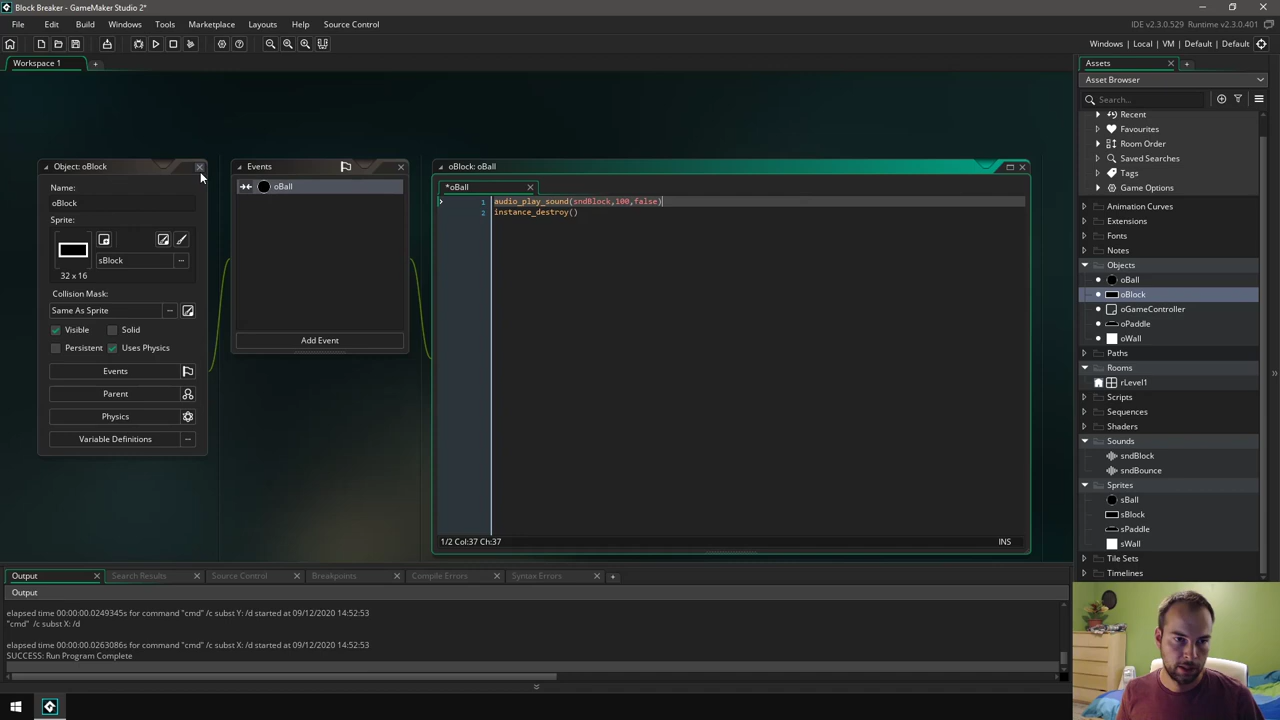 Block Breaker - GameMaker Studio 2*
File Edit Build Windows Tools Marketplace Layouts Help Source Control
IDE v2.3.0.529 Runtime v2.3.0.401
Windows | Local | VM | Default | Default
Workspace 1
Assets
Asset Browser
Search...
Recent
Favourites
Room Order
Saved Searches
Tags
Game Options
Animation Curves
Extensions
Fonts
Notes
Objects
oBall
oBlock
oGameController
oPaddle
oWall
Paths
Rooms
rLevel1
Scripts
Sequences
Shaders
Sounds
sndBlock
sndBounce
Sprites
sBall
sBlock
sPaddle
sWall
Tile Sets
Timelines
Object: oBlock
Name:
oBlock
Sprite:
sBlock
32 x 16
Collision Mask:
Same As Sprite
Visible
Solid
Persistent
Uses Physics
Events
Parent
Physics
Variable Definitions
Events
oBall
Add Event
oBlock: oBall
*oBall
1 audio_play_sound(sndBlock,100,false)
2 instance_destroy()
1/2 Col:37 Ch:37
INS
Output
Search Results
Source Control
Breakpoints
Compile Errors
Syntax Errors
Output
elapsed time 00:00:00.0249345s for command "cmd" /c subst Y: /d started at 09/12/2020 14:52:53
"cmd" /c subst X: /d
elapsed time 00:00:00.0263086s for command "cmd" /c subst X: /d started at 09/12/2020 14:52:53
SUCCESS: Run Program Complete